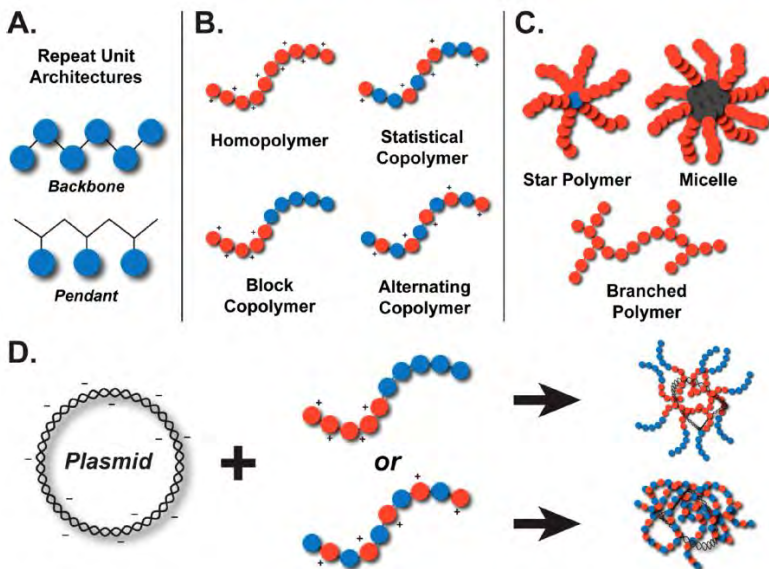 A.
Repeat Unit
Architectures
Backbone
Pendant
B.
Homopolymer
Statistical
Copolymer
Block
Copolymer
Alternating
Copolymer
C.
Star Polymer
Micelle
Branched
Polymer
D.
Plasmid
+
or